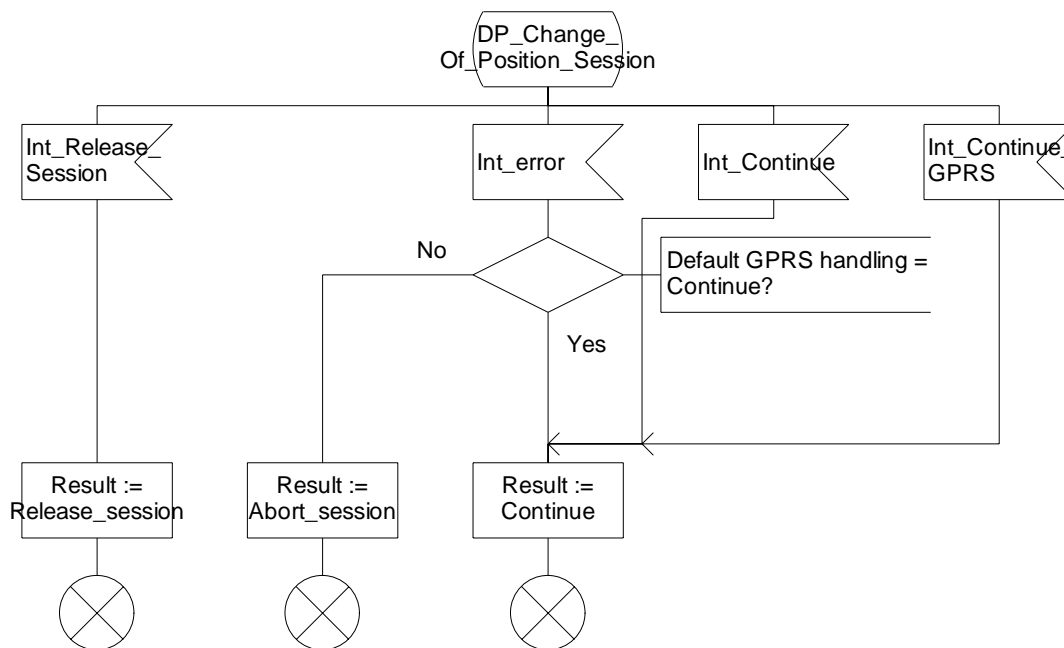 DP_Change_
Of_Position_Session
Int_Release_
Session
Int_error
Int_Continue
Int_Continue_
GPRS
No
Default GPRS handling =
Continue?
Yes
Result :=
Release_session
Result :=
Abort_session
Result :=
Continue